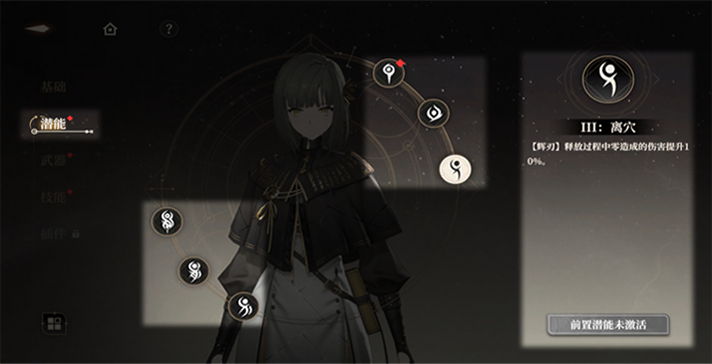 ?
基础
潜能
武器
技能
插件
III：离穴
【辉刃】释放过程中零造成的伤害提升1
0%。
前置潜能未激活